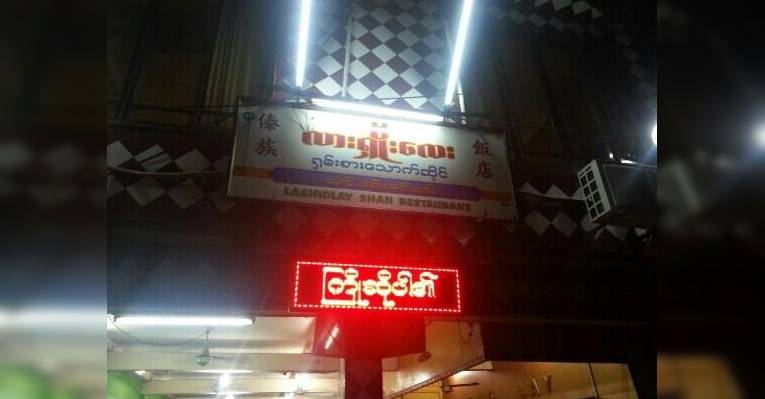 傣族 飯店
လားရှိုးလေး
ရှမ်းစားသောက်ဆိုင်
LASHIOLAY SHAN RESTAURANT
ကြိုဆိုပါ၏